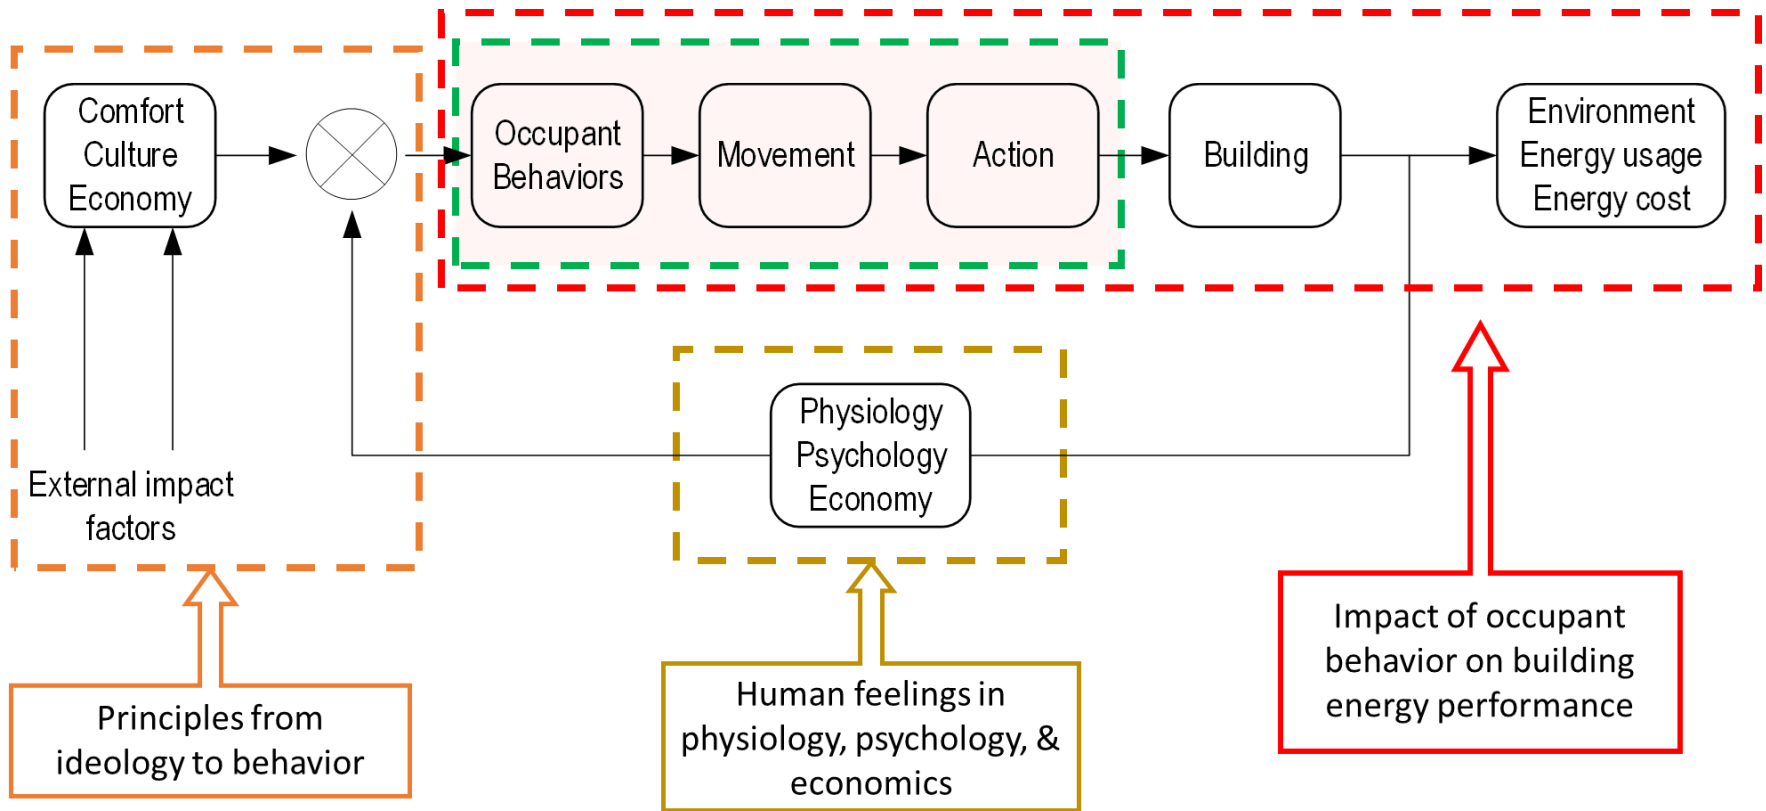 Comfort
Culture
Economy
Occupant
Behaviors
Movement
Action
Building
Environment
Energy usage
Energy cost
External impact
factors
Physiology
Psychology
Economy
Principles from
ideology to behavior
Human feelings in
physiology, psychology, &
economics
Impact of occupant
behavior on building
energy performance